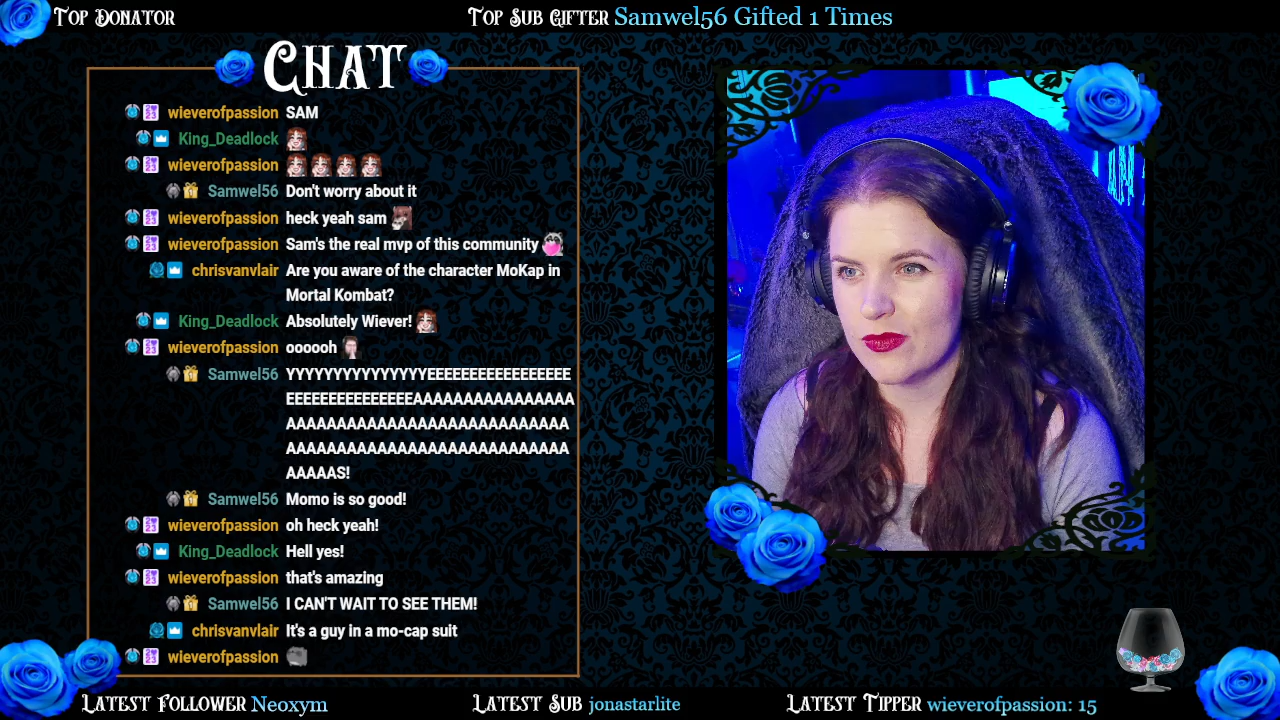 Top Donator
Top Sub Gifter Samwel56 Gifted 1 Times
Chat
wieverofpassion SAM
King_Deadlock
wieverofpassion
Samwel56 Don't worry about it
wieverofpassion heck yeah sam
wieverofpassion Sam's the real mvp of this community
chrisvanvlair Are you aware of the character MoKap in
Mortal Kombat?
King_Deadlock Absolutely Wiever!
wieverofpassion oooooh
Samwel56 YYYYYYYYYYYYYYYEEEEEEEEEEEEEEEEE
EEEEEEEEEEEEEEEAAAAAAAAAAAAAAAA
AAAAAAAAAAAAAAAAAAAAAAAAAAAA
AAAAAAAAAAAAAAAAAAAAAAAAAAAA
AAAAAS!
Samwel56 Momo is so good!
wieverofpassion oh heck yeah!
King_Deadlock Hell yes!
wieverofpassion that's amazing
Samwel56 I CAN'T WAIT TO SEE THEM!
chrisvanvlair It's a guy in a mo-cap suit
wieverofpassion
Latest Follower Neoxym
Latest Sub jonastarlite
Latest Tipper wieverofpassion: 15